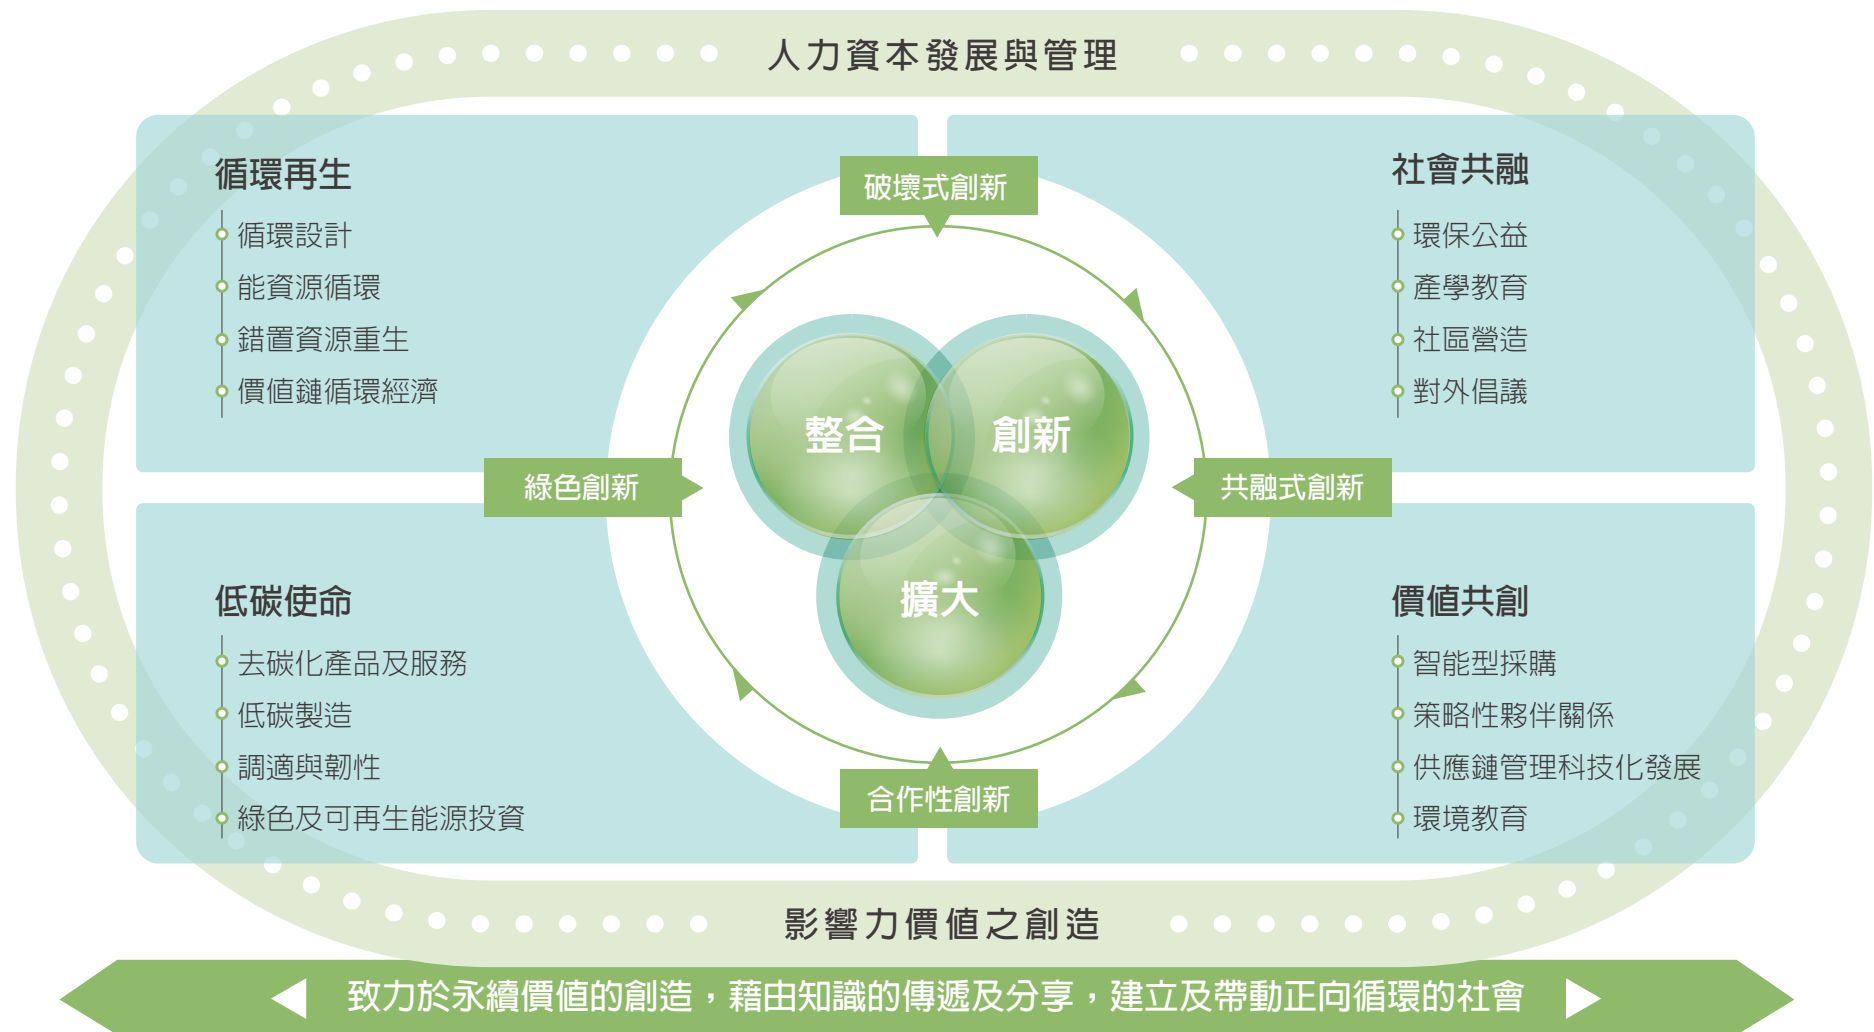 人力資本發展與管理
循環再生
循環設計
能資源循環
錯置資源重生
價值鏈循環經濟
社會共融
環保公益
產學教育
社區營造
對外倡議
破壞式創新
整合
創新
擴大
綠色創新
共融式創新
合作性創新
低碳使命
去碳化產品及服務
低碳製造
調適與韌性
綠色及可再生能源投資
價值共創
智能型採購
策略性夥伴關係
供應鏈管理科技化發展
環境教育
影響力價值之創造
致力於永續價值的創造，藉由知識的傳遞及分享，建立及帶動正向循環的社會